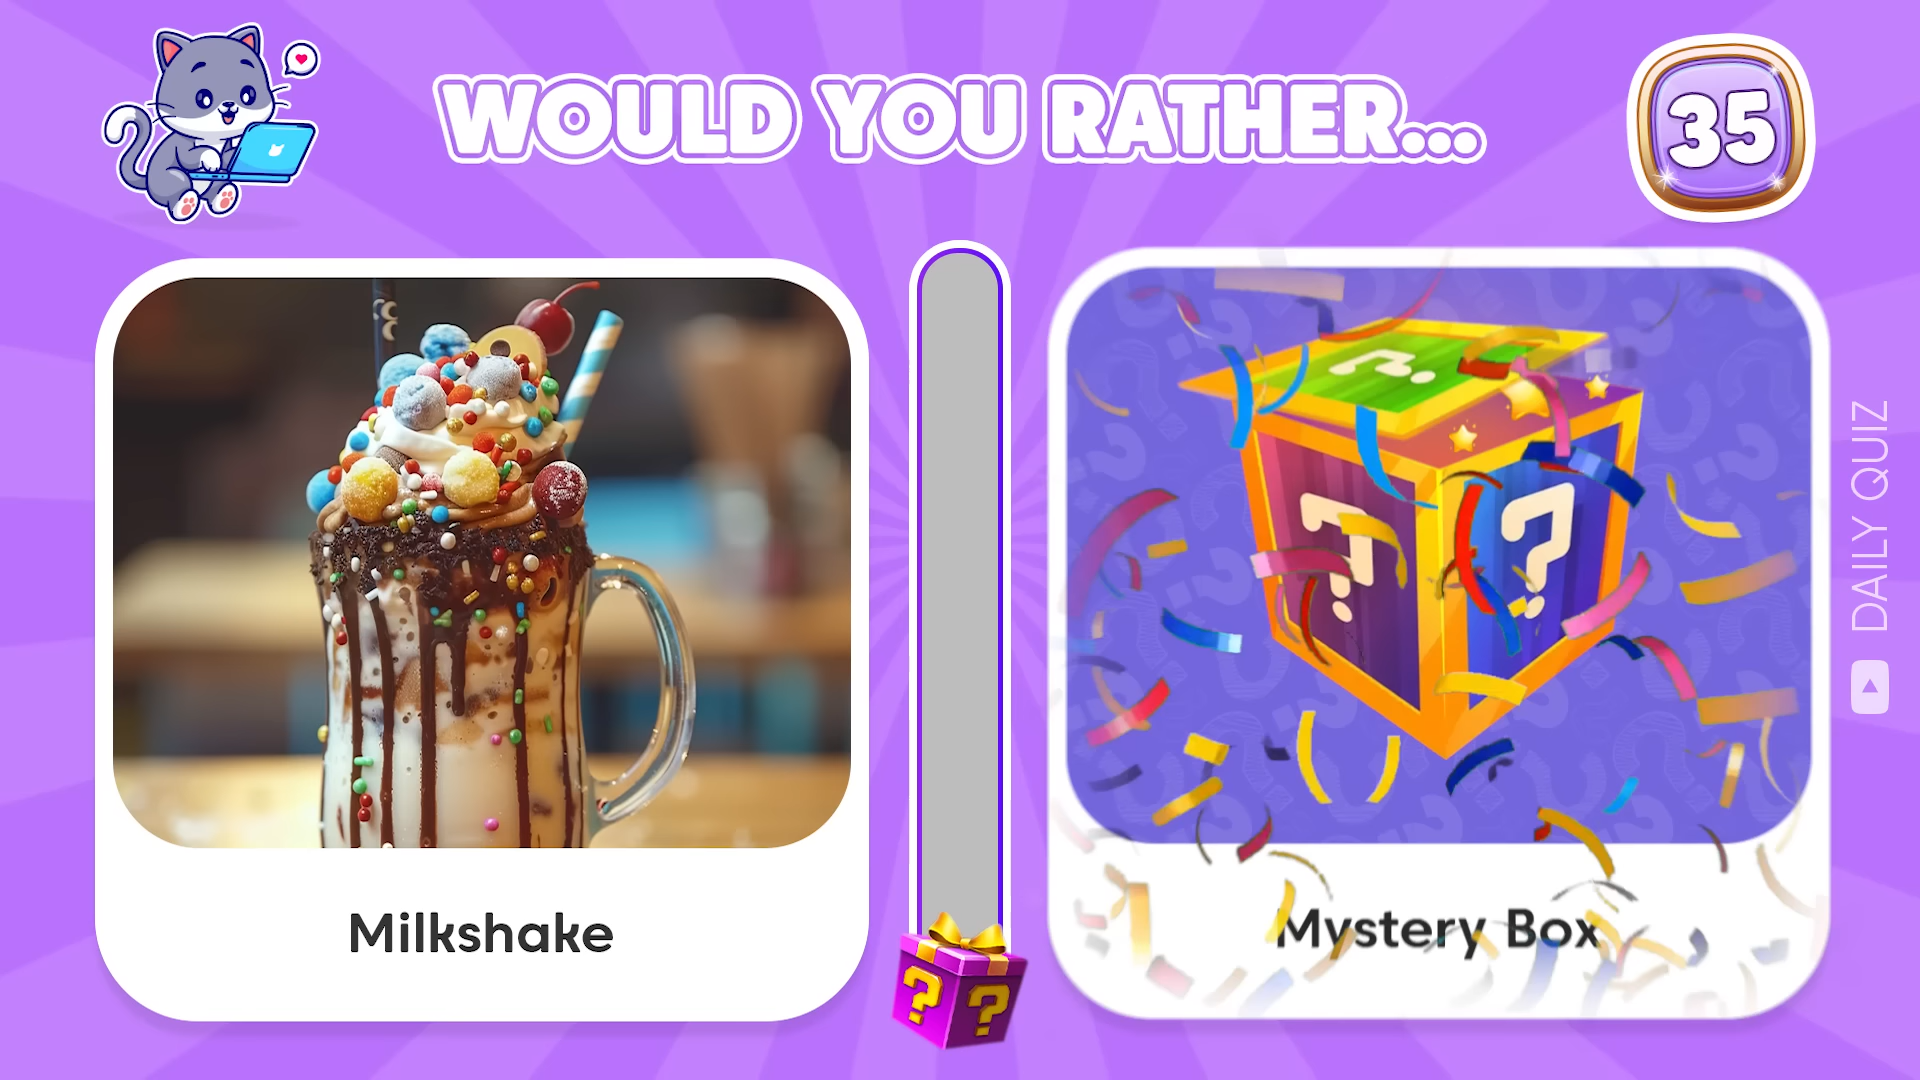 WOULD YOU RATHER...
35
Milkshake
? ?
? ? ?
Mystery Box
DAILY QUIZ